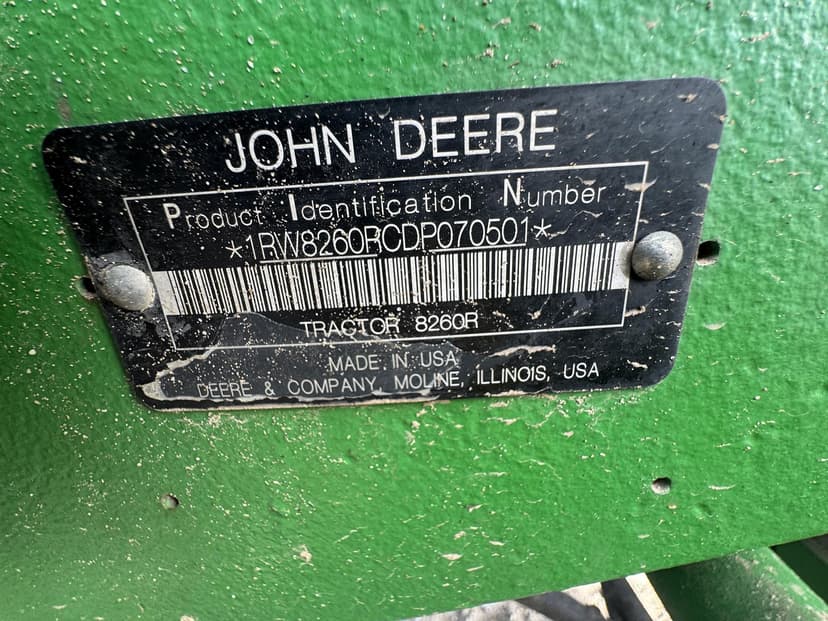 JOHN DEERE
Product Identification Number
*1RW8260RCDP070501*
TRACTOR 8260R
MADE IN USA
DEERE & COMPANY, MOLINE, ILLINOIS, USA